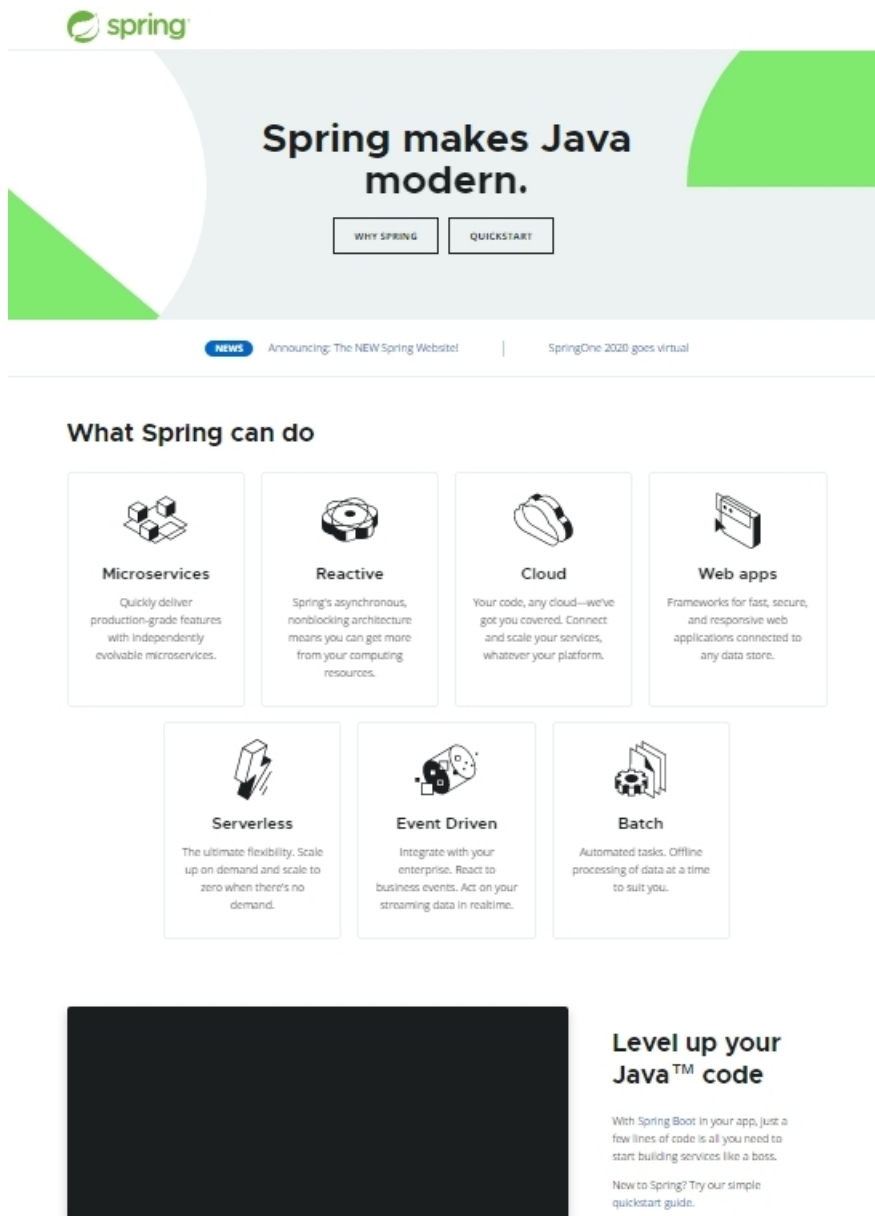 spring
Spring makes Java
modern.
WHY SPRING
QUICKSTART
NEWS
Announcing: The NEW Spring Website!
SpringOne 2020 goes virtual
What Spring can do
Microservices
Quickly deliver
production-grade features
with independently
evolvable microservices.
Reactive
Spring's asynchronous,
nonblocking architecture
means you can get more
from your computing
resources.
Cloud
Your code, any cloud—we've
got you covered. Connect
and scale your services,
whatever your platform.
Web apps
Frameworks for fast, secure,
and responsive web
applications connected to
any data store.
Serverless
The ultimate flexibility. Scale
up on demand and scale to
zero when there's no
demand.
Event Driven
Integrate with your
enterprise. React to
business events. Act on your
streaming data in realtime.
Batch
Automated tasks. Offline
processing of data at a time
to suit you.
Level up your
Java™ code
With Spring Boot in your app, just a
few lines of code is all you need to
start building services like a boss.
New to Spring? Try our simple
quickstart guide.